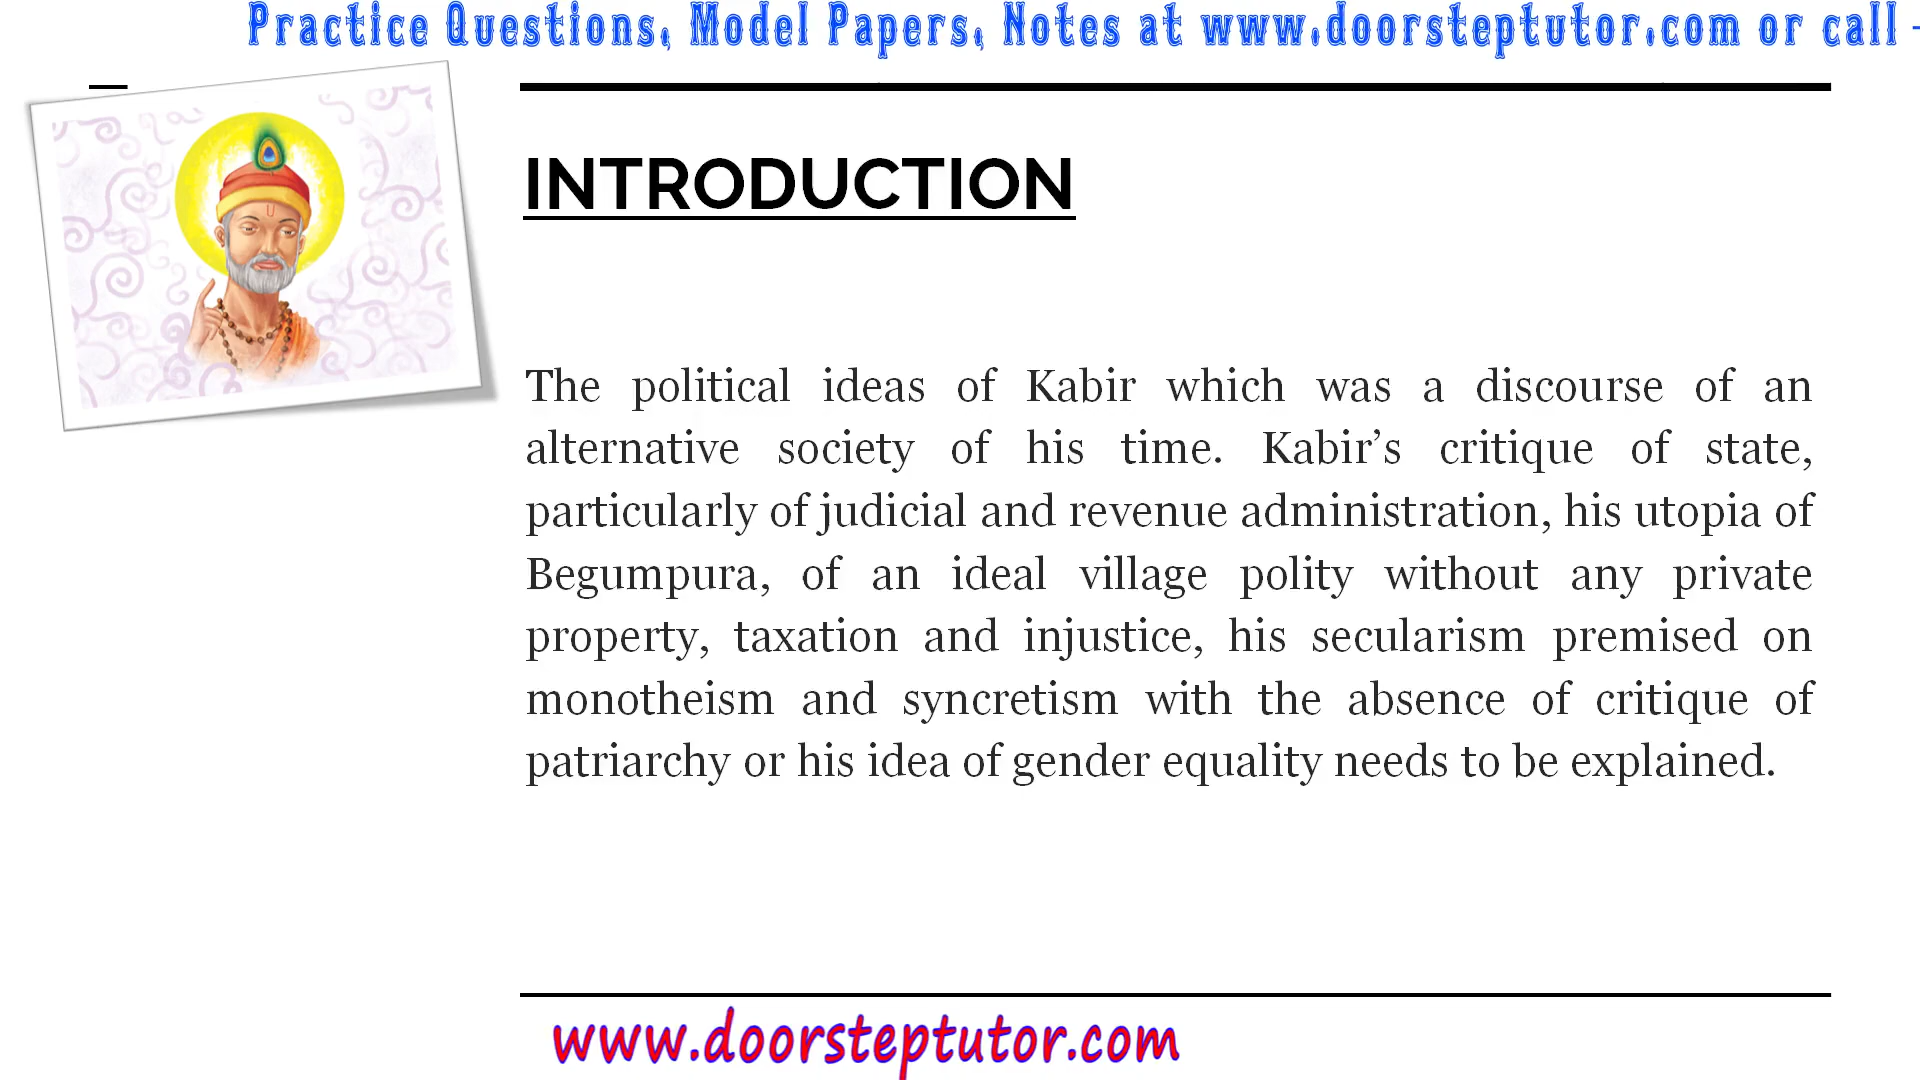 Practice Questions, Model Papers, Notes at www.doorsteptutor.com or call -
INTRODUCTION
The political ideas of Kabir which was a discourse of an
alternative society of his time. Kabir’s critique of state,
particularly of judicial and revenue administration, his utopia of
Begumpura, of an ideal village polity without any private
property, taxation and injustice, his secularism premised on
monotheism and syncretism with the absence of critique of
patriarchy or his idea of gender equality needs to be explained.
www.doorsteptutor.com